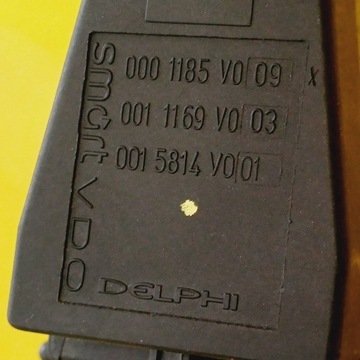 smart VDO
000 1185 V0 09 x
001 1169 V0 03
001 5814 V0 01
DELPHI